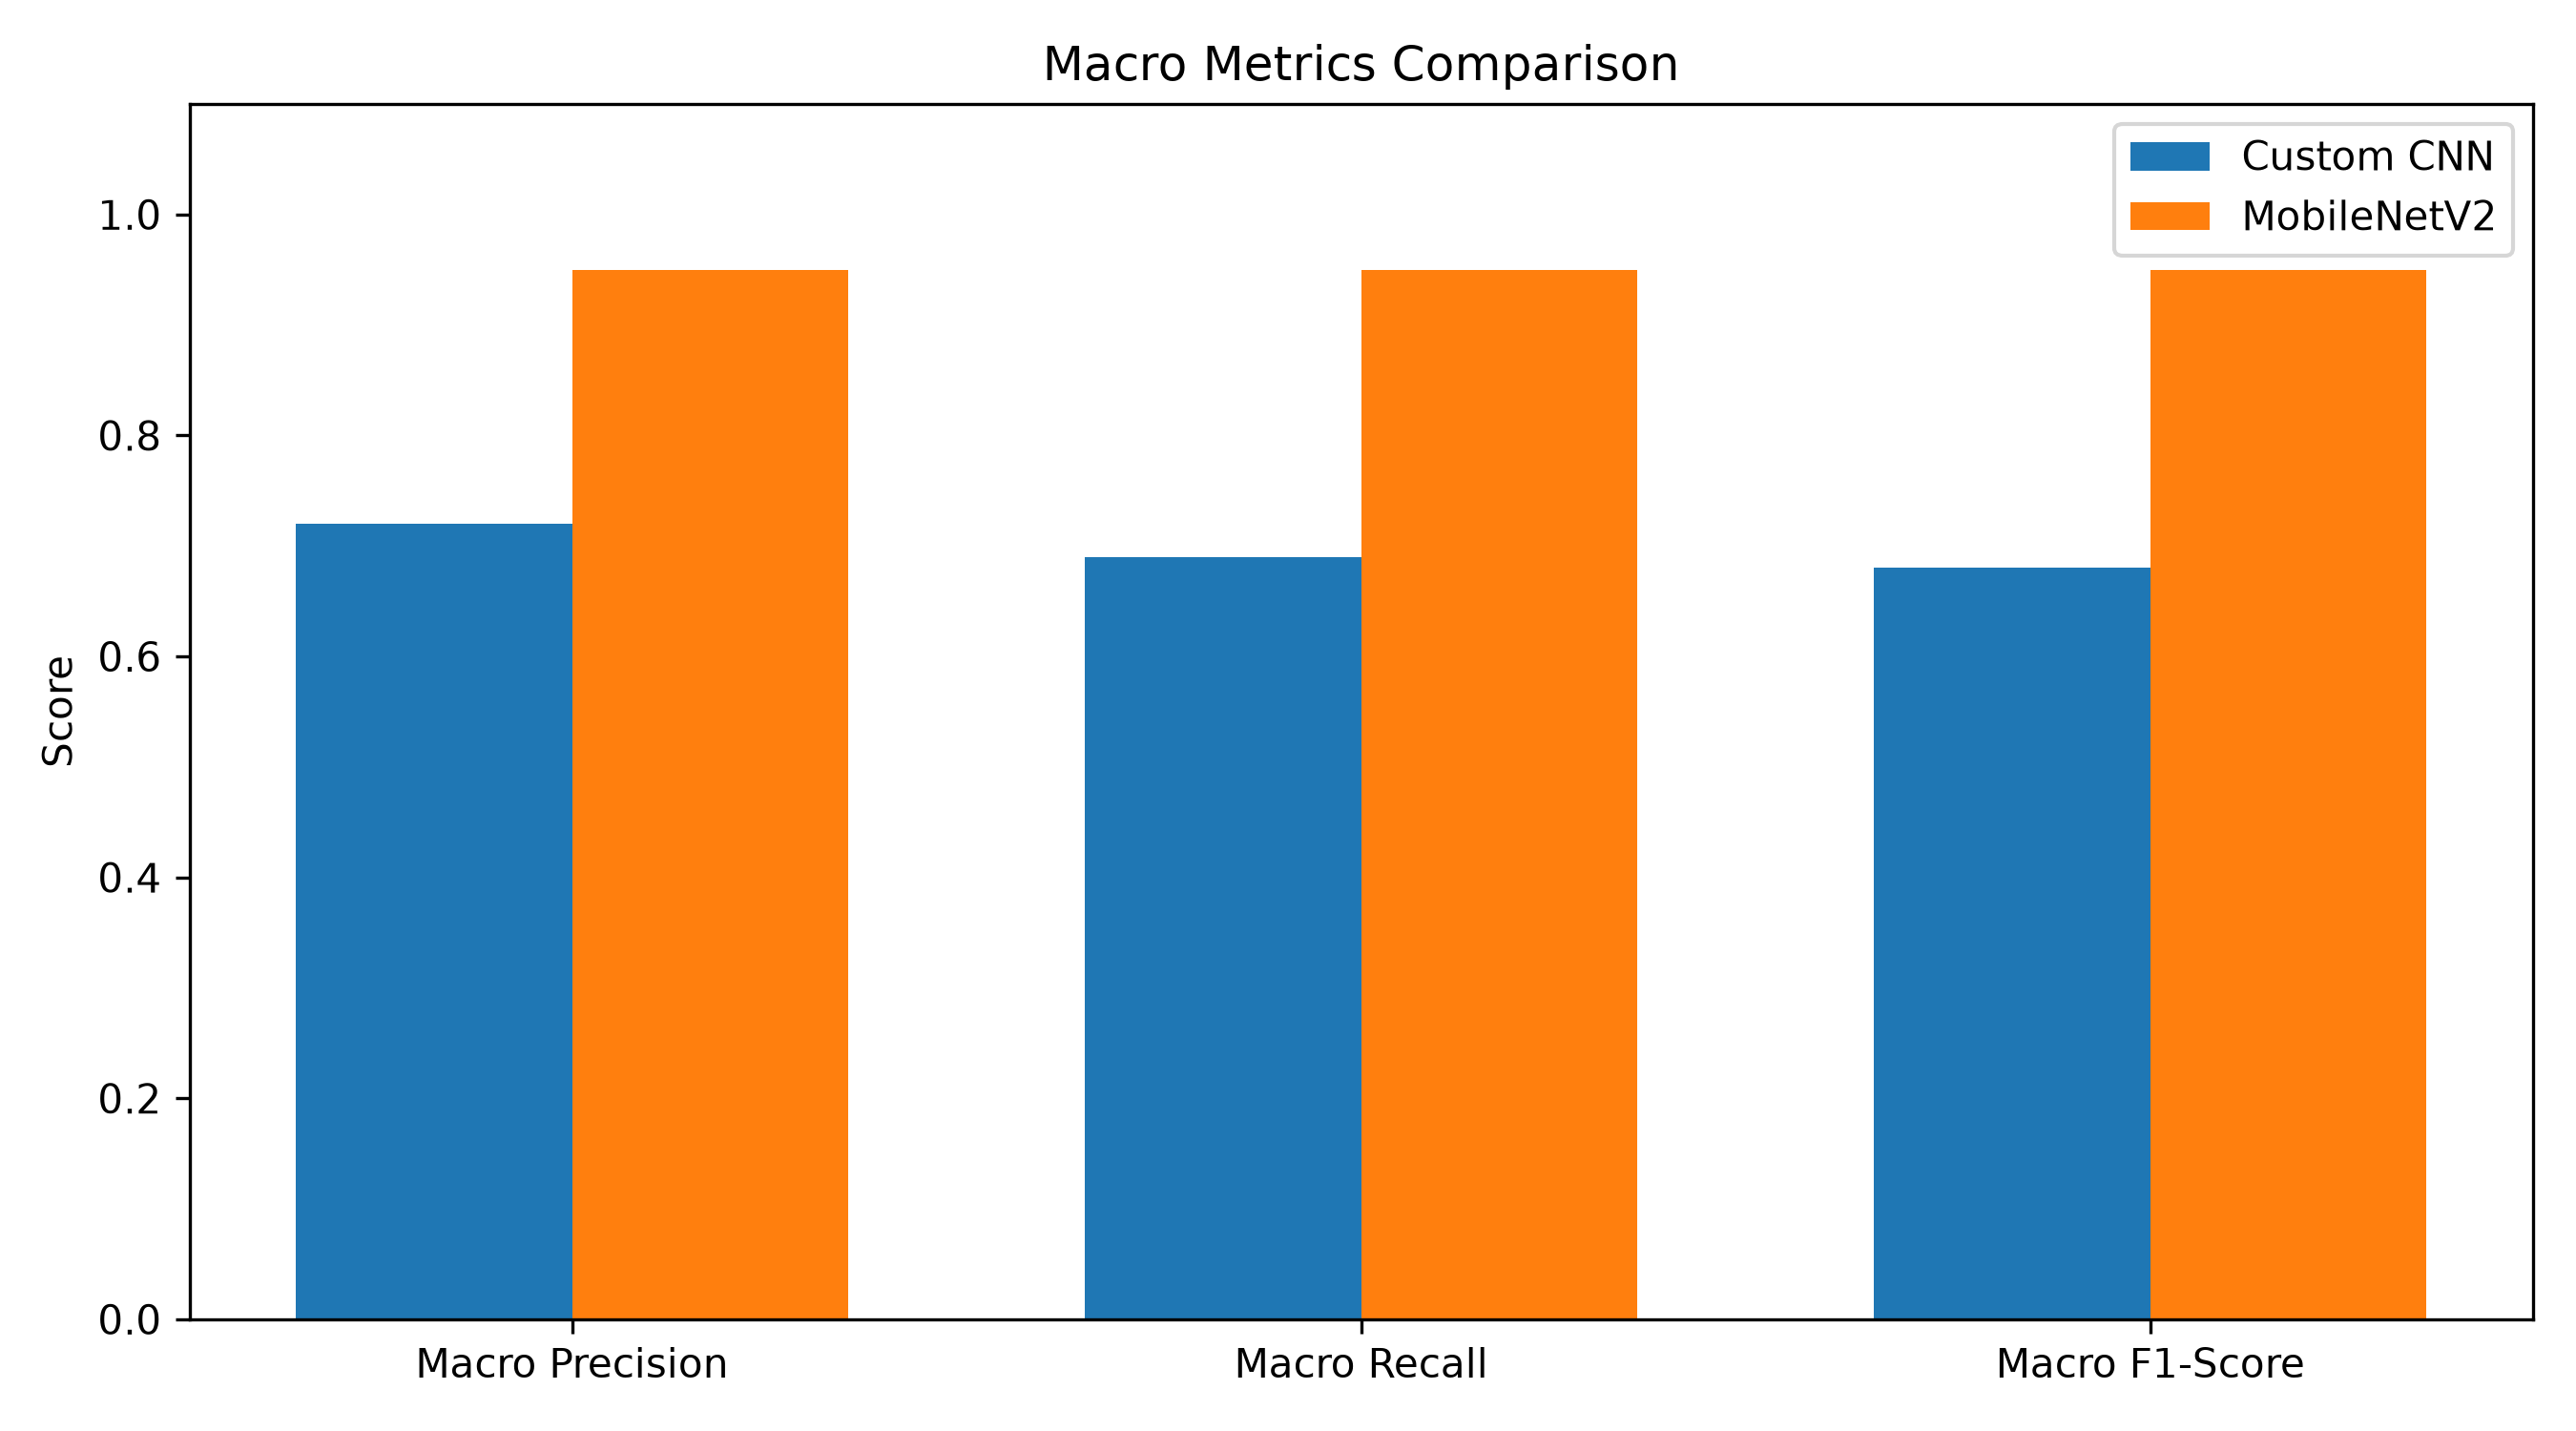 Macro Metrics Comparison
Custom CNN
MobileNetV2
1.0
0.8
0.6
0.4
0.2
0.0
Score
Macro Precision
Macro Recall
Macro F1-Score